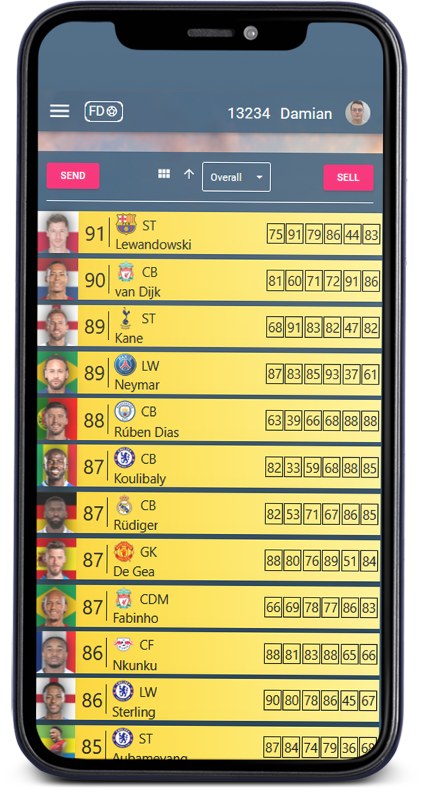 FD
13234 Damian
SEND
Overall
SELL
91 ST 75 91 79 86 44 83
Lewandowski
90 CB 81 60 71 72 91 86
van Dijk
89 ST 68 91 83 82 47 82
Kane
89 LW 87 83 85 93 37 61
Neymar
88 CB 63 39 66 68 88 88
Rúben Dias
87 CB 82 33 59 68 88 85
Koulibaly
87 CB 82 53 71 67 86 85
Rüdiger
87 GK 88 80 76 89 51 84
De Gea
87 CDM 66 69 78 77 86 83
Fabinho
86 CF 88 81 83 88 65 66
Nkunku
86 LW 90 80 78 86 45 67
Sterling
85 ST 87 84 74 79 36 68
Aubameyang